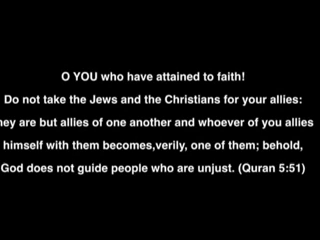 O YOU who have attained to faith!
Do not take the Jews and the Christians for your allies:
hey are but allies of one another and whoever of you allies
himself with them becomes,verily, one of them; behold,
God does not guide people who are unjust. (Quran 5:51)